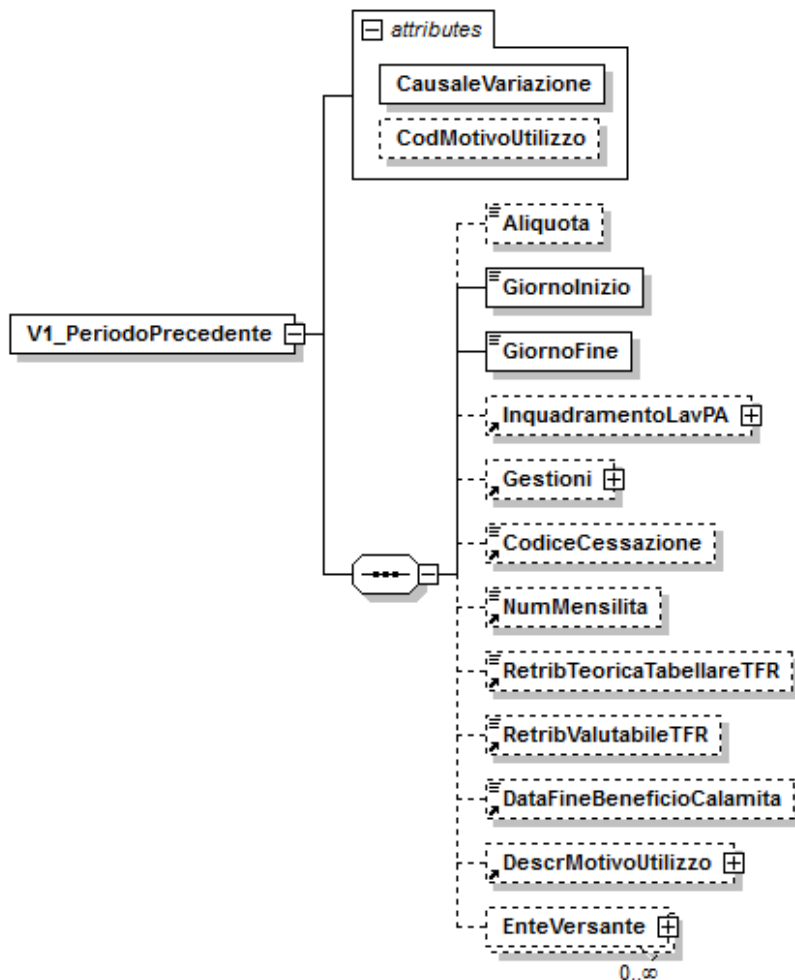 attributes
CausaleVariazione
CodMotivoUtilizzo
Aliquota
GiornoInizio
V1_PeriodoPrecedente
GiornoFine
InquadramentoLavPA
Gestioni
CodiceCessazione
NumMensilita
RetribTeoricaTabellareTFR
RetribValutabileTFR
DataFineBeneficioCalamita
DescrMotivoUtilizzo
EnteVersante
0..∞